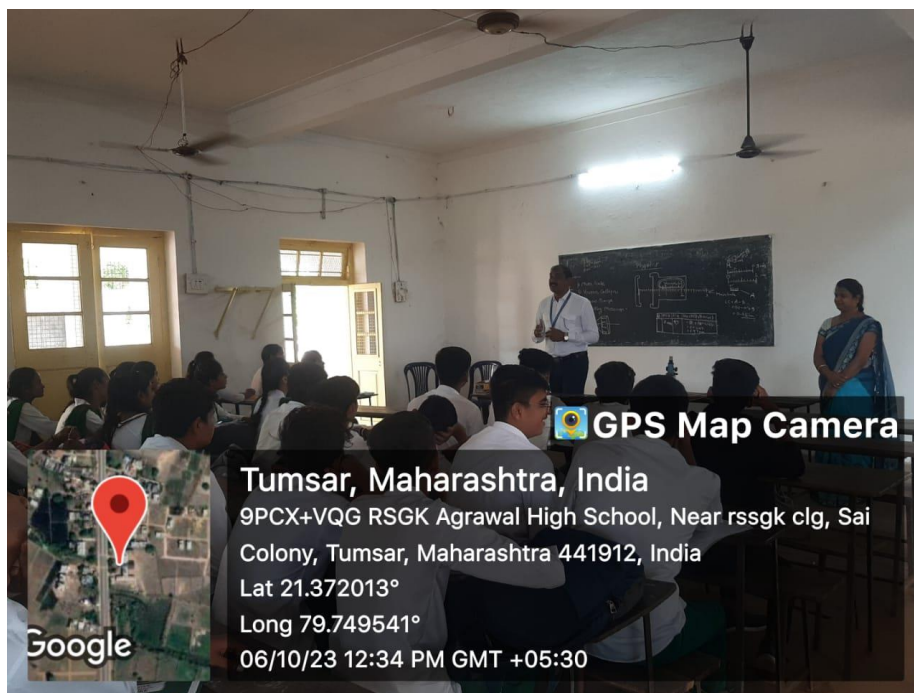 GPS Map Camera
Tumsar, Maharashtra, India
9PCX+VQG RSGK Agrawal High School, Near rssgk clg, Sai
Colony, Tumsar, Maharashtra 441912, India
Lat 21.372013°
Long 79.749541°
06/10/23 12:34 PM GMT +05:30
Google